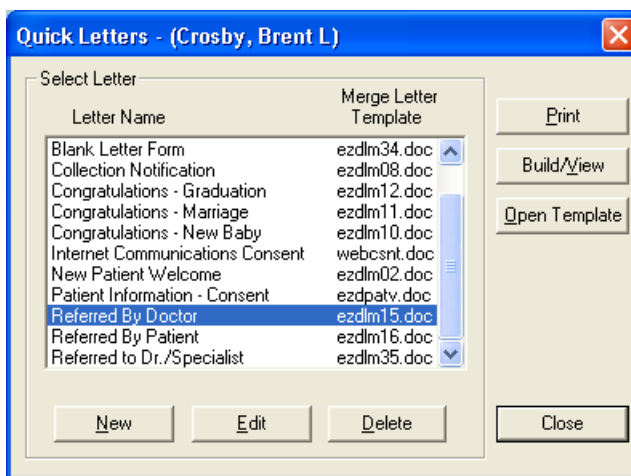 Quick Letters - (Crosby, Brent L)
Select Letter
Merge Letter
Letter Name Template
Blank Letter Form ezdlm34.doc
Collection Notification ezdlm08.doc
Congratulations - Graduation ezdlm12.doc
Congratulations - Marriage ezdlm11.doc
Congratulations - New Baby ezdlm10.doc
Internet Communications Consent webcsnt.doc
New Patient Welcome ezdlm02.doc
Patient Information - Consent ezdpatv.doc
Referred By Doctor ezdlm15.doc
Referred By Patient ezdlm16.doc
Referred to Dr./Specialist ezdlm35.doc
Print
Build/View
Open Template
New Edit Delete Close